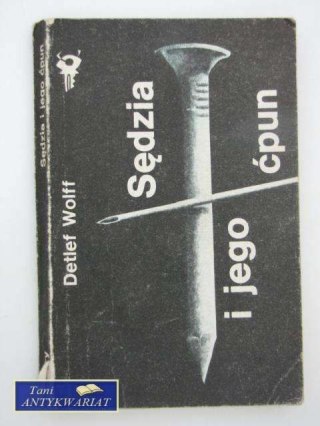 Sędzia i jego ćpun
Detlef Wolff
Sędzia
i jego
ćpun
Tani
ANTYKWARIAT